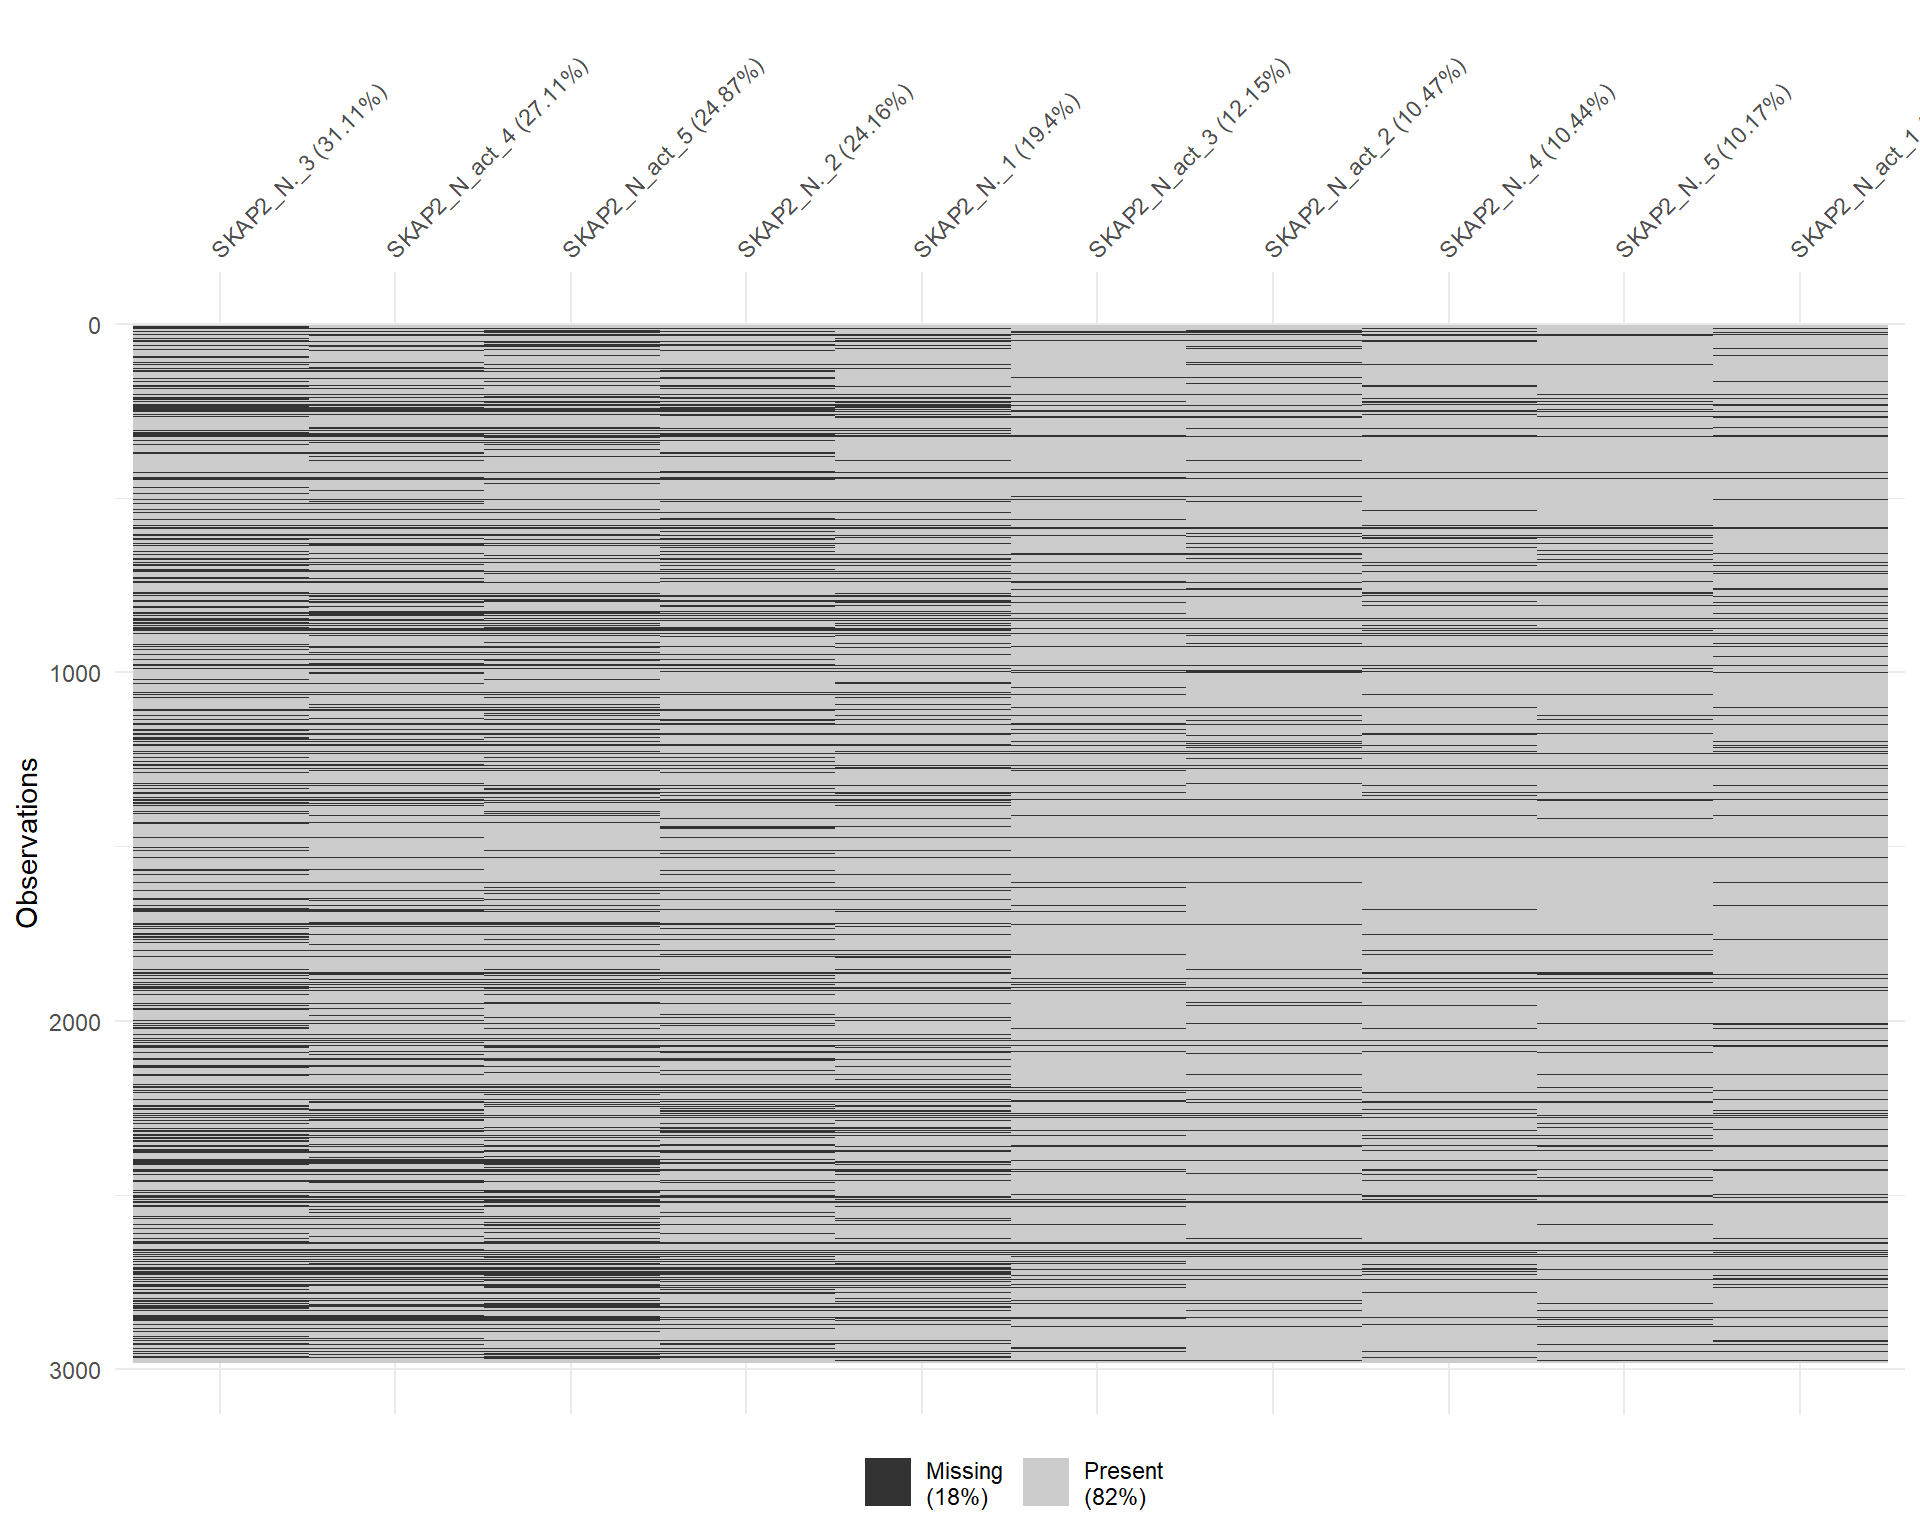 SKAP2_N._3 (31.11%)
SKAP2_N_act_4 (27.11%)
SKAP2_N_act_5 (24.87%)
SKAP2_N._2 (24.16%)
SKAP2_N._1 (19.4%)
SKAP2_N_act_3 (12.15%)
SKAP2_N_act_2 (10.47%)
SKAP2_N._4 (10.44%)
SKAP2_N._5 (10.17%)
SKAP2_N_act_1
0
1000
2000
3000
Observations
Missing
(18%)
Present
(82%)